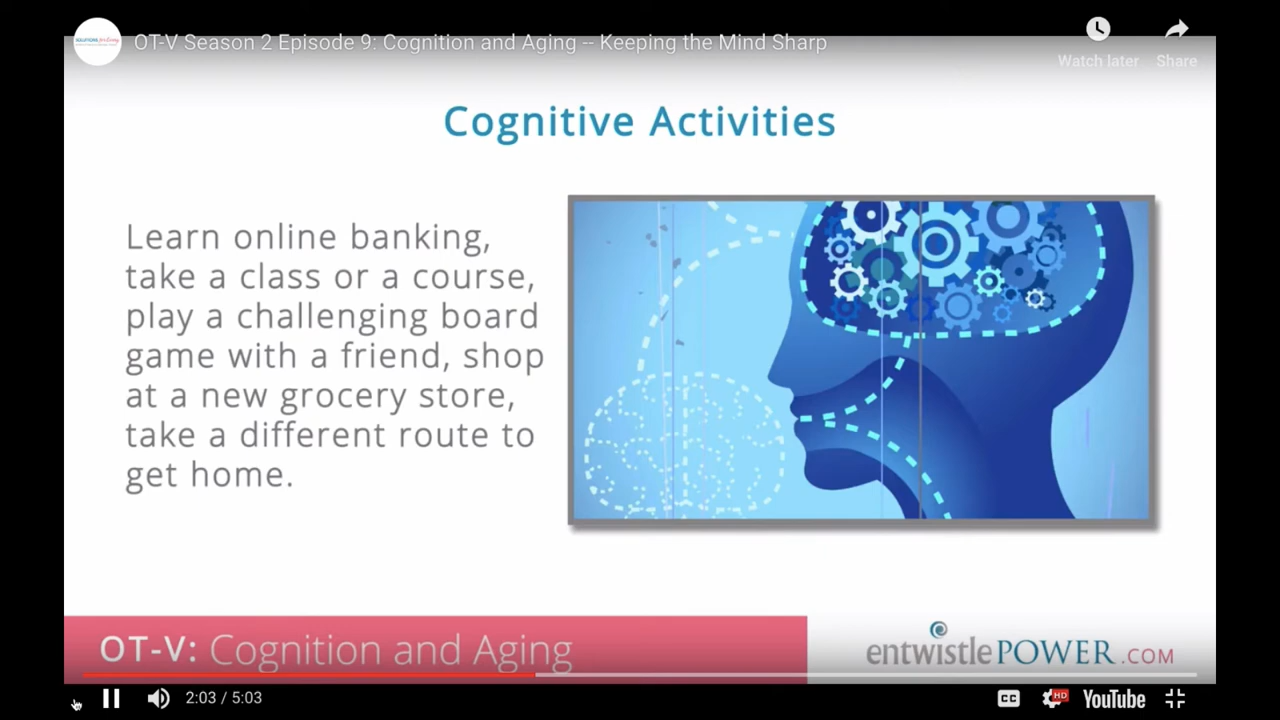 OT-V Season 2 Episode 9: Cognition and Aging -- Keeping the Mind Sharp
Watch later
Share
Cognitive Activities
Learn online banking,
take a class or a course,
play a challenging board
game with a friend, shop
at a new grocery store,
take a different route to
get home.
OT-V: Cognition and Aging
entwistlePOWER.COM
2:03 / 5:03
CC
HD
YouTube